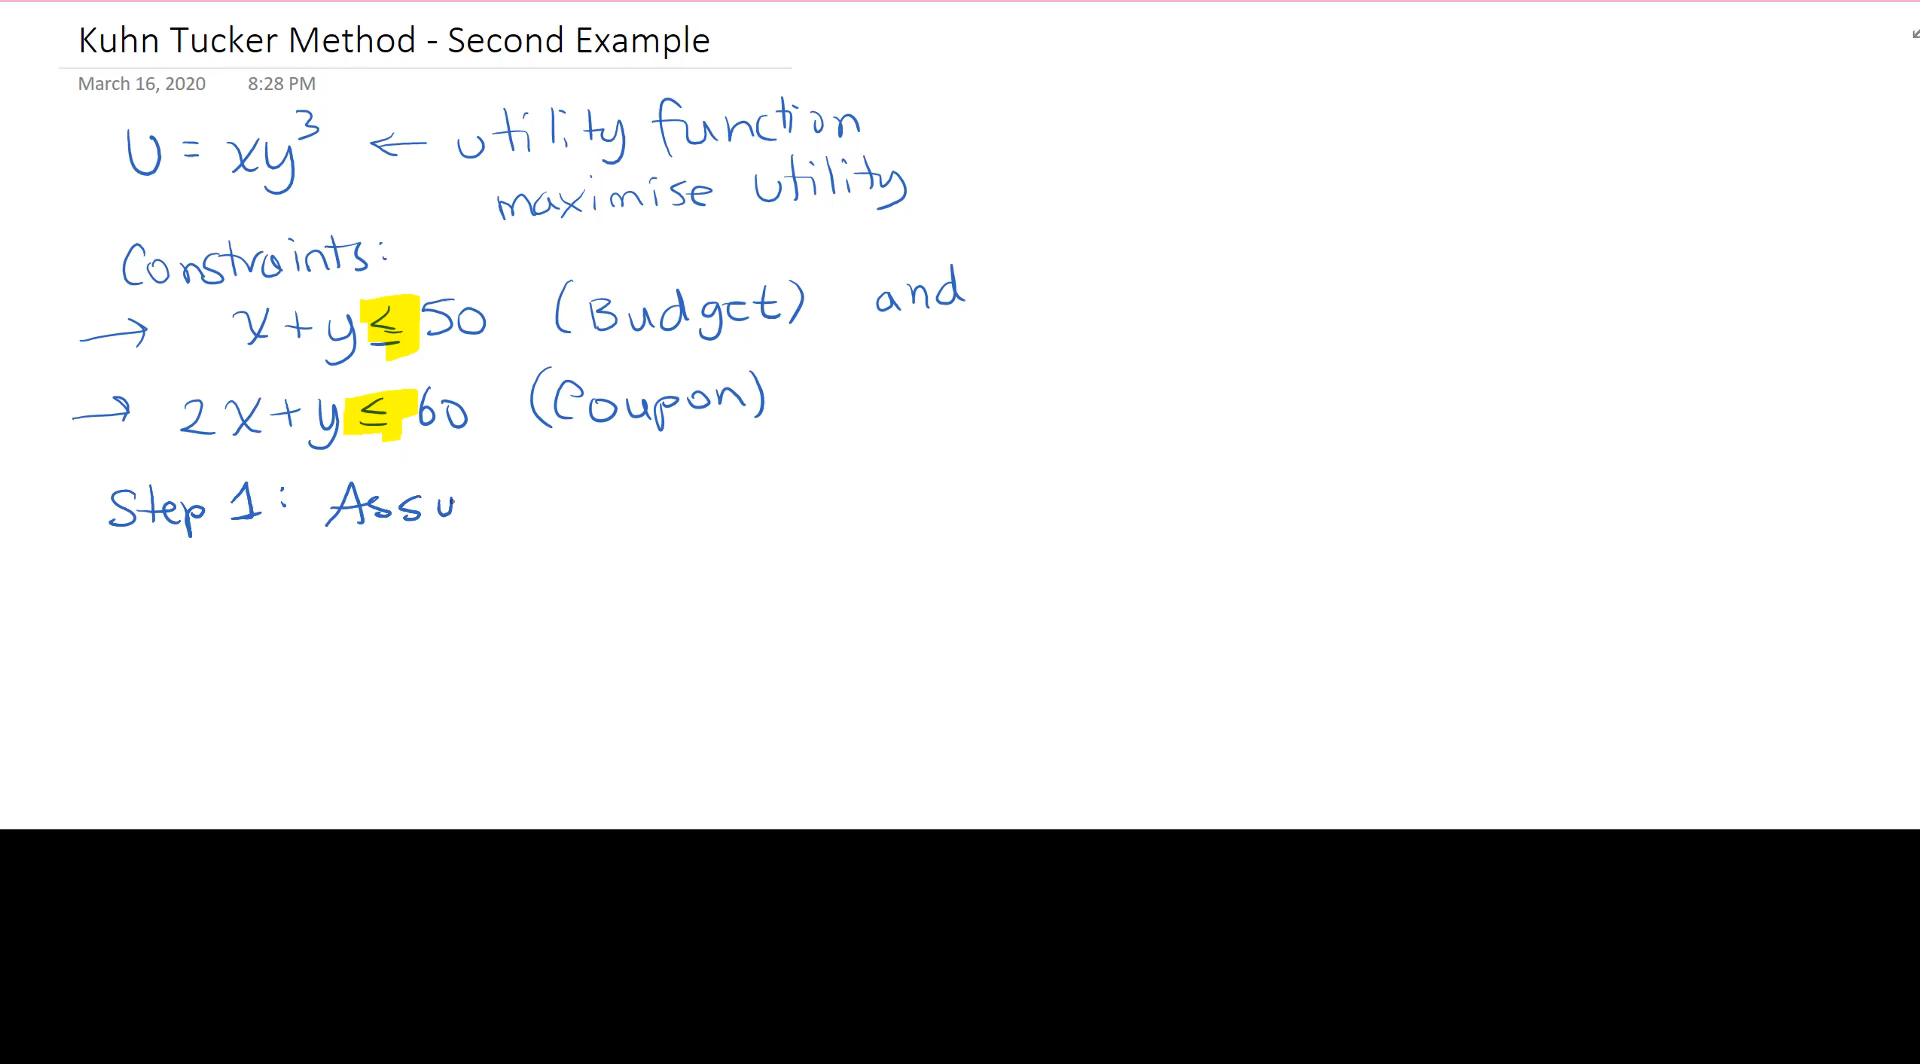 Kuhn Tucker Method - Second Example
March 16, 2020 8:28 PM
U = xy³ ← utility function
maximise utility
Constraints:
→ x + y ≤ 50 (Budget) and
→ 2x + y ≤ 60 (Coupon)
Step 1: Assu